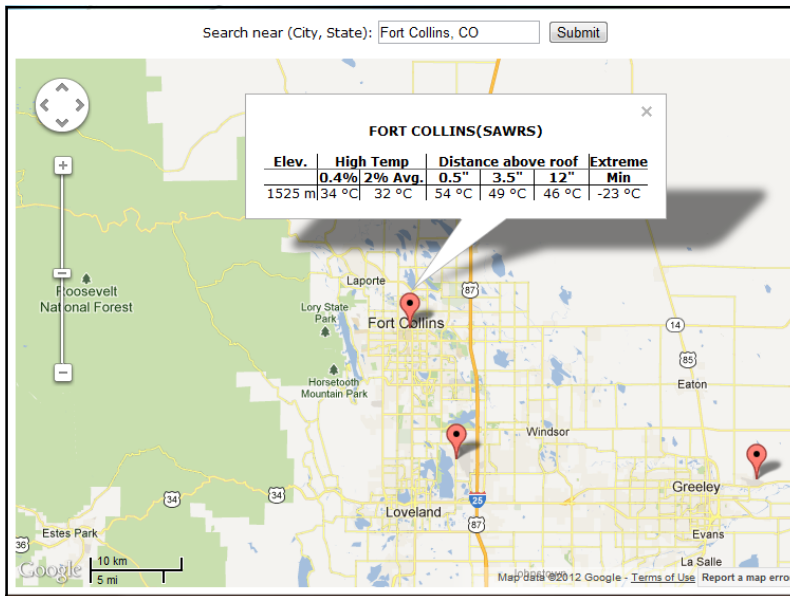 Search near (City, State): Fort Collins, CO Submit
FORT COLLINS(SAWRS)
Elev. High Temp Distance above roof Extreme
0.4% 2% Avg. 0.5" 3.5" 12" Min
1525 m 34 °C 32 °C 54 °C 49 °C 46 °C -23 °C
Laporte
87
Roosevelt
National Forest
Lory State
Park
Fort Collins
14
85
Horsetooth
Mountain Park
Eaton
Windsor
34
34
25
Greeley
Loveland
87
Estes Park
Evans
36
10 km
5 mi
Google
La Salle
Johnstown
Map data ©2012 Google - Terms of Use Report a map erro